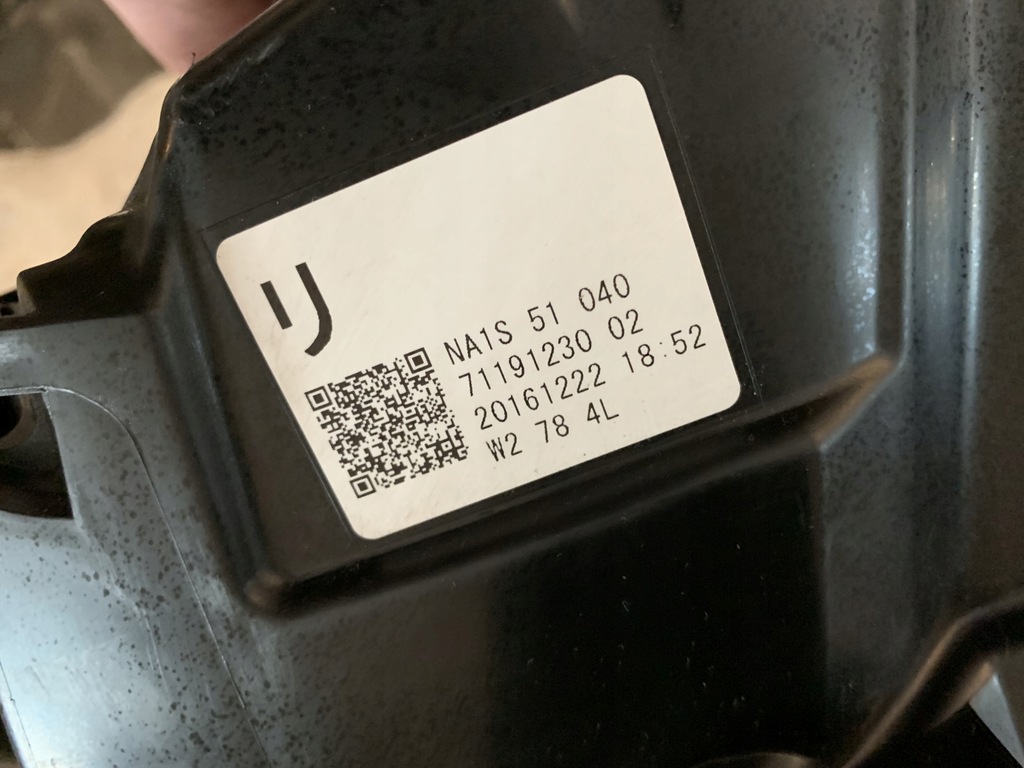 リ
NA1S 51 040
71191230 02
20161222 18:52
W2 78 4L